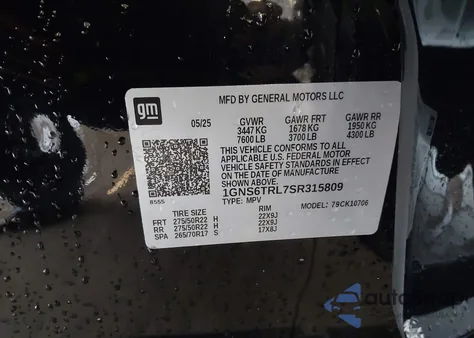 gm
MFD BY GENERAL MOTORS LLC
05/25 GVWR GAWR FRT GAWR RR
3447 KG 1678 KG 1950 KG
7600 LB 3700 LB 4300 LB
THIS VEHICLE CONFORMS TO ALL
APPLICABLE U.S. FEDERAL MOTOR
VEHICLE SAFETY STANDARDS IN EFFECT
ON THE DATE OF MANUFACTURE SHOWN ABOVE.
1GNS6TRL7SR315809
8555 TYPE: MPV MODEL: 79CK10706
TIRE SIZE RIM
FRT 275/50R22 H 22X9J
RR 275/50R22 H 22X9J
SPA 265/70R17 S 17X8J